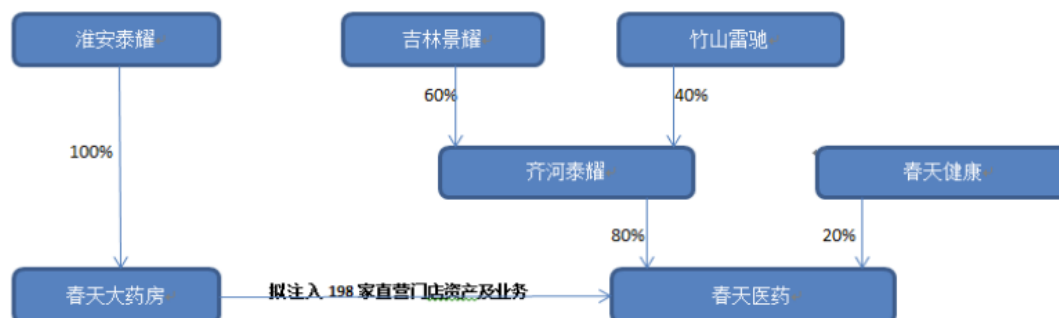 淮安泰耀
吉林景耀
竹山雷驰
60%
40%
100%
齐河泰耀
春天健康
80%
20%
春天大药房
拟注入 198 家直营门店资产及业务
春天医药